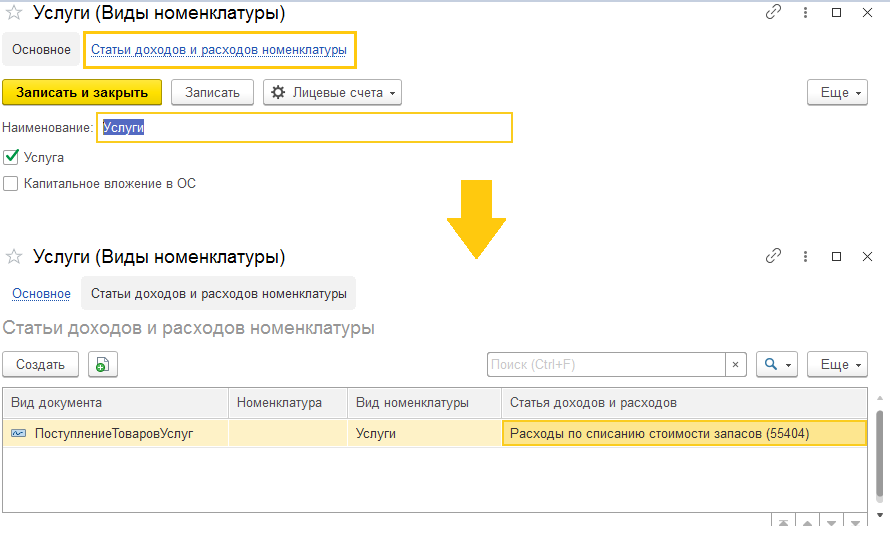 Услуги (Виды номенклатуры)
Основное Статьи доходов и расходов номенклатуры
Записать и закрыть Записать Лицевые счета Еще
Наименование: Услуги
Услуга
Капитальное вложение в ОС
Услуги (Виды номенклатуры)
Основное Статьи доходов и расходов номенклатуры
Статьи доходов и расходов номенклатуры
Создать Поиск (Ctrl+F) × Еще
Вид документа Номенклатура Вид номенклатуры Статья доходов и расходов
ПоступлениеТоваровУслуг Услуги Расходы по списанию стоимости запасов (55404)